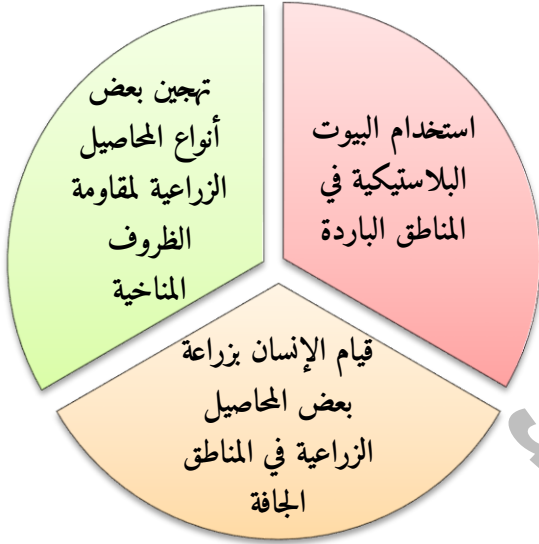 استخدام البيوت
البلاستيكية في
المناطق الباردة
تهجين بعض
أنواع المحاصيل
الزراعية لمقاومة
الظروف
المناخية
قيام الإنسان بزراعة
بعض المحاصيل
الزراعية في المناطق
الجافة